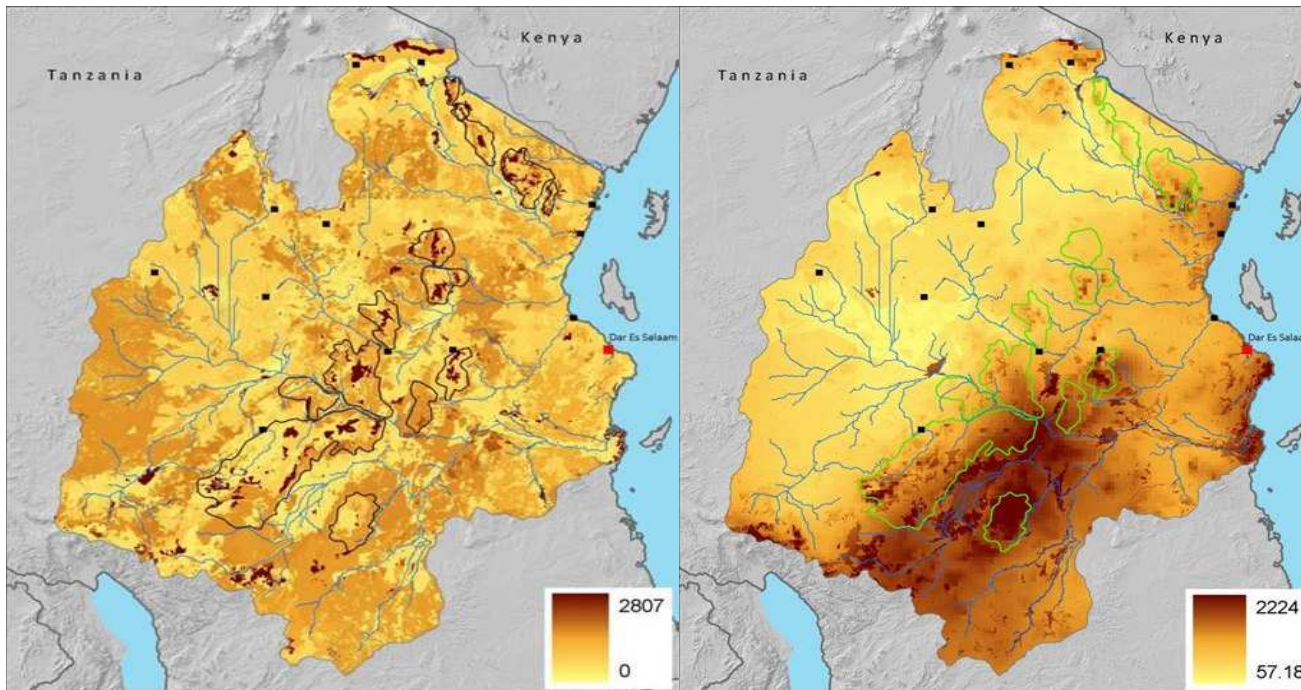 Kenya
Tanzania
Dar Es Salaam
2807
0
Kenya
Tanzania
Dar Es Salaa
2224
57.18